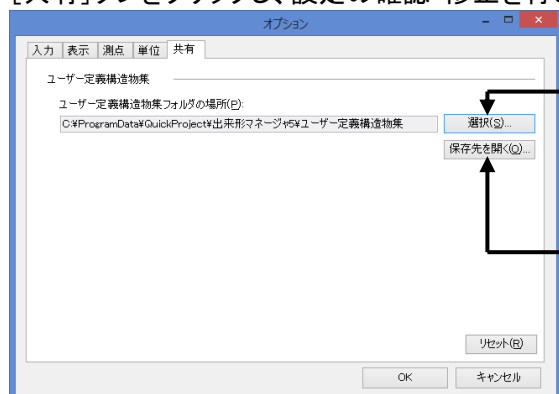 オプション
入力 表示 測点 単位 共有
ユーザー定義構造物集
ユーザー定義構造物集フォルダの場所(P):
C:¥ProgramData¥QuickProject¥出来形マネージャ5¥ユーザー定義構造物集
選択(S)...
保存先を開く(O)...
リセット(R)
OK
キャンセル